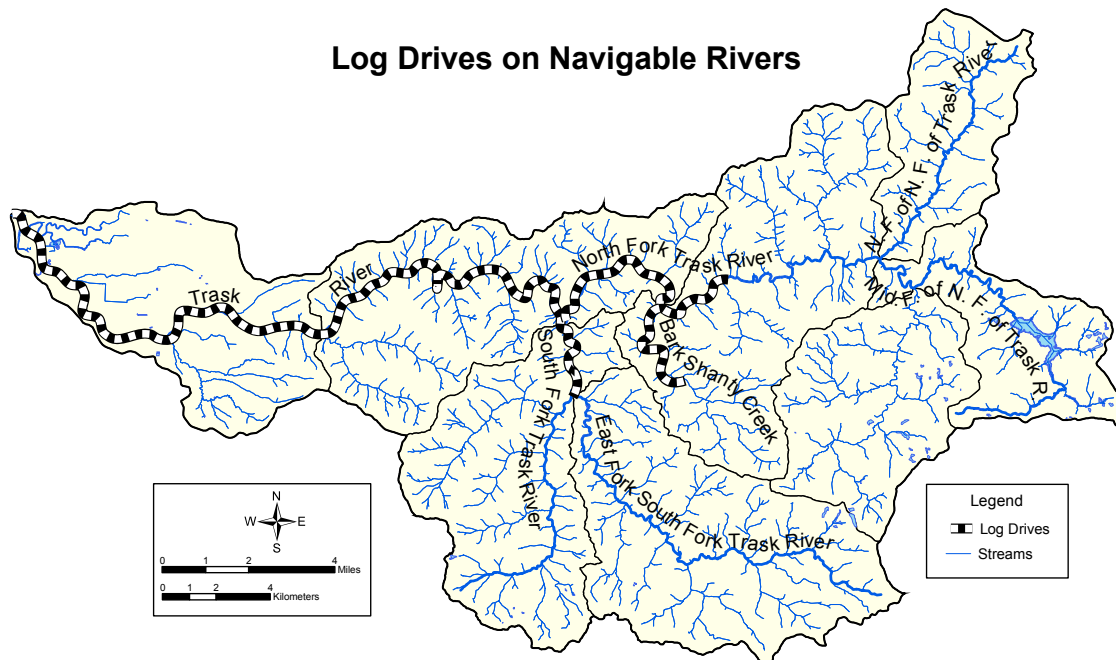 Log Drives on Navigable Rivers
N. F. of N. F. of Trask River
North Fork Trask River
River
Trask
Mid F. of N. F. of Trask R.
Bark Shanty Creek
South Fork Trask River
East Fork South Fork Trask River
N
W E
S
0 1 2 4
Miles
0 1 2 4
Kilometers
Legend
Log Drives
Streams